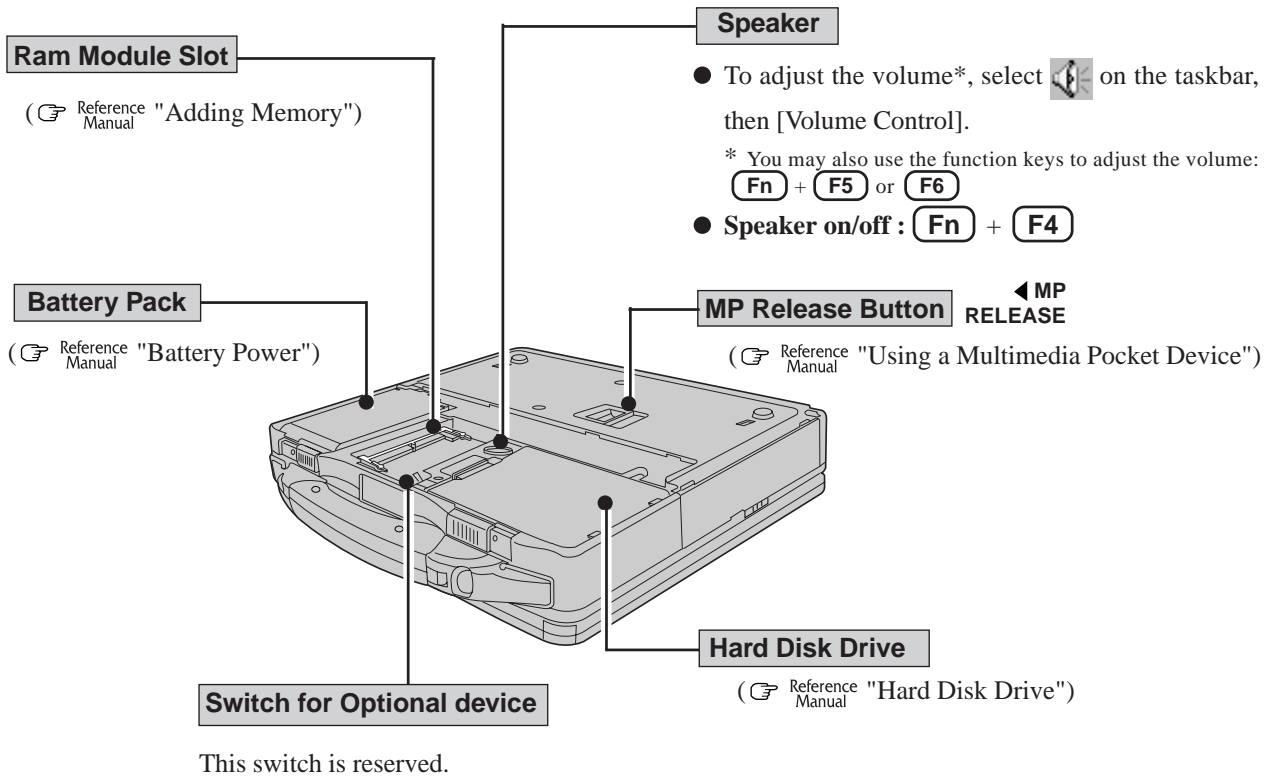 Ram Module Slot
( Reference Manual "Adding Memory")
Speaker
● To adjust the volume*, select on the taskbar,
then [Volume Control].
* You may also use the function keys to adjust the volume:
Fn + F5 or F6
● Speaker on/off : Fn + F4
Battery Pack
( Reference Manual "Battery Power")
MP Release Button
◀ MP
RELEASE
( Reference Manual "Using a Multimedia Pocket Device")
Hard Disk Drive
( Reference Manual "Hard Disk Drive")
Switch for Optional device
This switch is reserved.